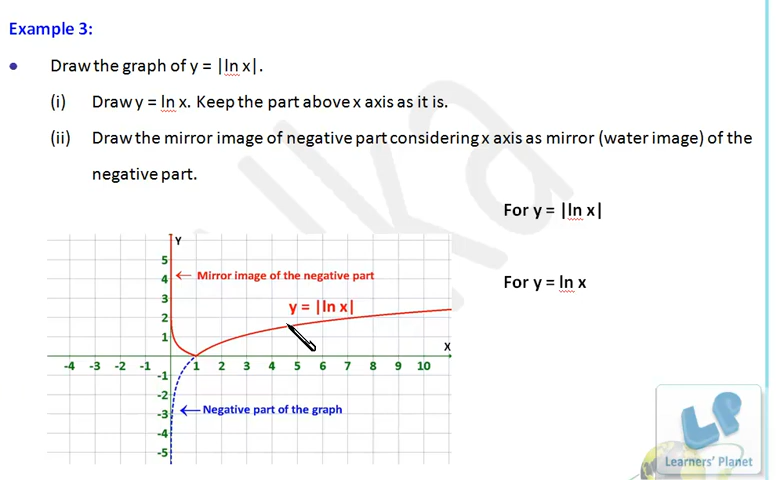 Example 3:
• Draw the graph of y = |ln x|.
(i) Draw y = ln x. Keep the part above x axis as it is.
(ii) Draw the mirror image of negative part considering x axis as mirror (water image) of the
negative part.
For y = |ln x|
For y = ln x
Y
5
← Mirror image of the negative part
4
3
y = |ln x|
2
1
X
-4 -3 -2 -1 1 2 3 4 5 6 7 8 9 10
-1
-2
-3
← Negative part of the graph
-4
-5
LP
Learners' Planet